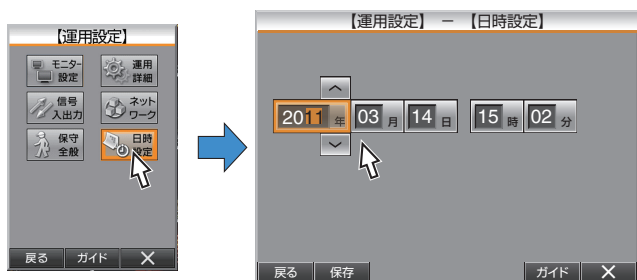 【運用設定】
モニター
設定
運用
詳細
信号
入出力
ネット
ワーク
保守
全般
日時
設定
戻る ガイド ×
【運用設定】 － 【日時設定】
2011 年 03 月 14 日 15 時 02 分
戻る 保存 ガイド ×